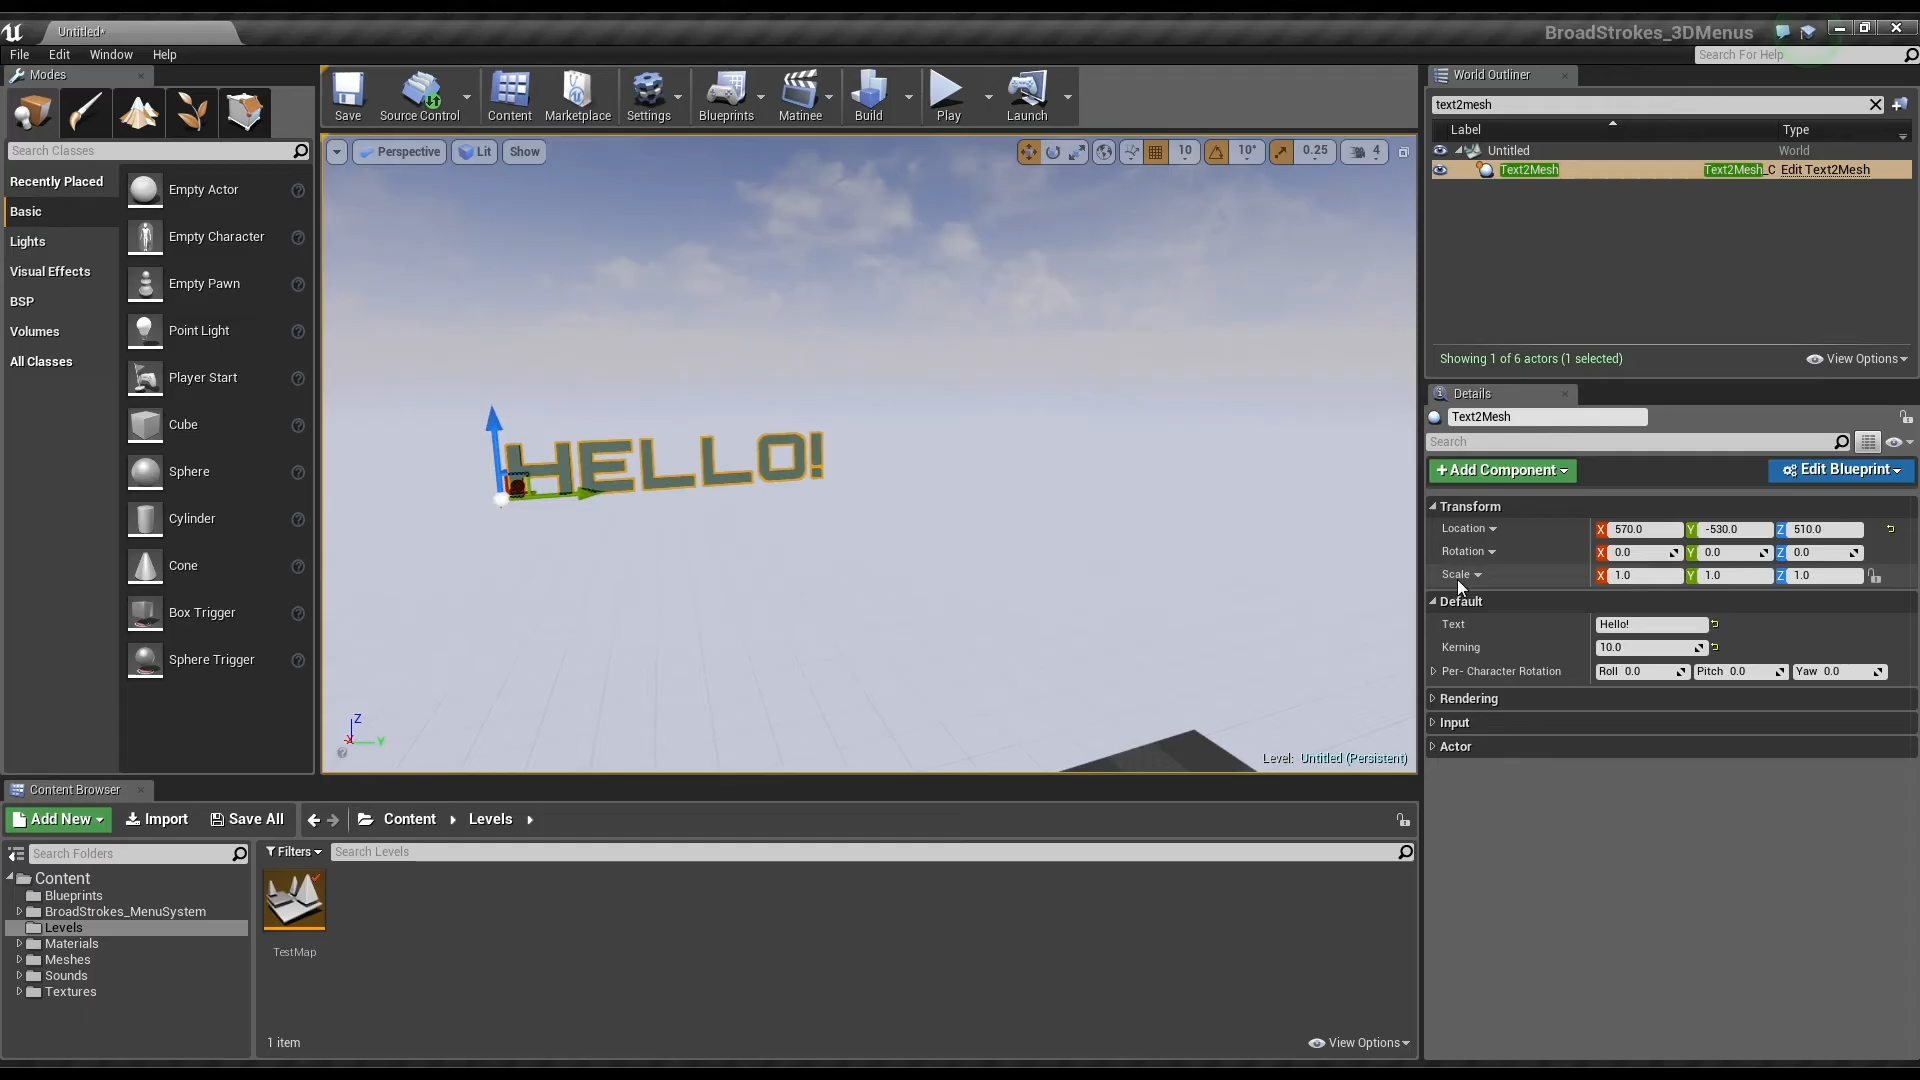 Untitled*
BroadStrokes_3DMenus
File Edit Window Help
Search For Help
Modes
Save
Source Control
Content
Marketplace
Settings
Blueprints
Matinee
Build
Play
Launch
Search Classes
Recently Placed
Basic
Lights
Visual Effects
BSP
Volumes
All Classes
Empty Actor
Empty Character
Empty Pawn
Point Light
Player Start
Cube
Sphere
Cylinder
Cone
Box Trigger
Sphere Trigger
Perspective Lit Show
10 10° 0.25 4
HELLO!
Z
X Y
Level: Untitled (Persistent)
World Outliner
text2mesh
Label Type
Untitled World
Text2Mesh Text2Mesh_C Edit Text2Mesh
Showing 1 of 6 actors (1 selected)
View Options
Details
Text2Mesh
Search
+Add Component
Edit Blueprint
Transform
Location X 570.0 Y -530.0 Z 510.0
Rotation X 0.0 Y 0.0 Z 0.0
Scale X 1.0 Y 1.0 Z 1.0
Default
Text Hello!
Kerning 10.0
Per- Character Rotation Roll 0.0 Pitch 0.0 Yaw 0.0
Rendering
Input
Actor
Content Browser
Add New Import Save All Content Levels
Search Folders
Filters
Search Levels
Content
Blueprints
BroadStrokes_MenuSystem
Levels
Materials
Meshes
Sounds
Textures
TestMap
1 item
View Options